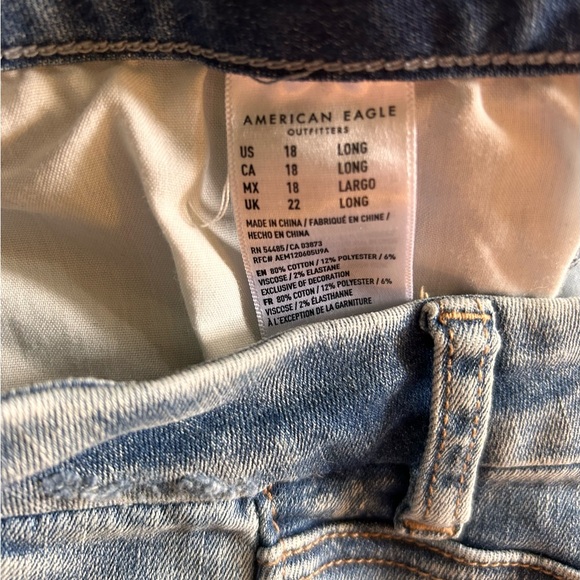 AMERICAN EAGLE
OUTFITTERS
US 18 LONG
CA 18 LONG
MX 18 LARGO
UK 22 LONG
MADE IN CHINA / FABRIQUÉ EN CHINE /
HECHO EN CHINA
RN 54485/CA 03873
RFC# AEM120605U9A
EN 80% COTTON / 12% POLYESTER / 6%
VISCOSE / 2% ELASTANE
EXCLUSIVE OF DECORATION
FR 80% COTON / 12% POLYESTER / 6%
VISCOSE / 2% ÉLASTHANNE
À L'EXCEPTION DE LA GARNITURE